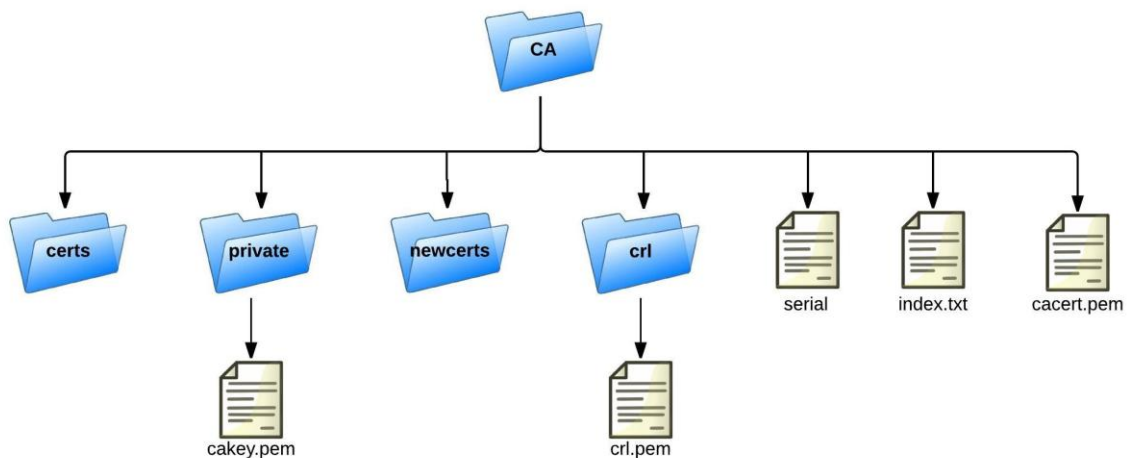 CA
certs
private
newcerts
crl
serial
index.txt
cacert.pem
cakey.pem
crl.pem